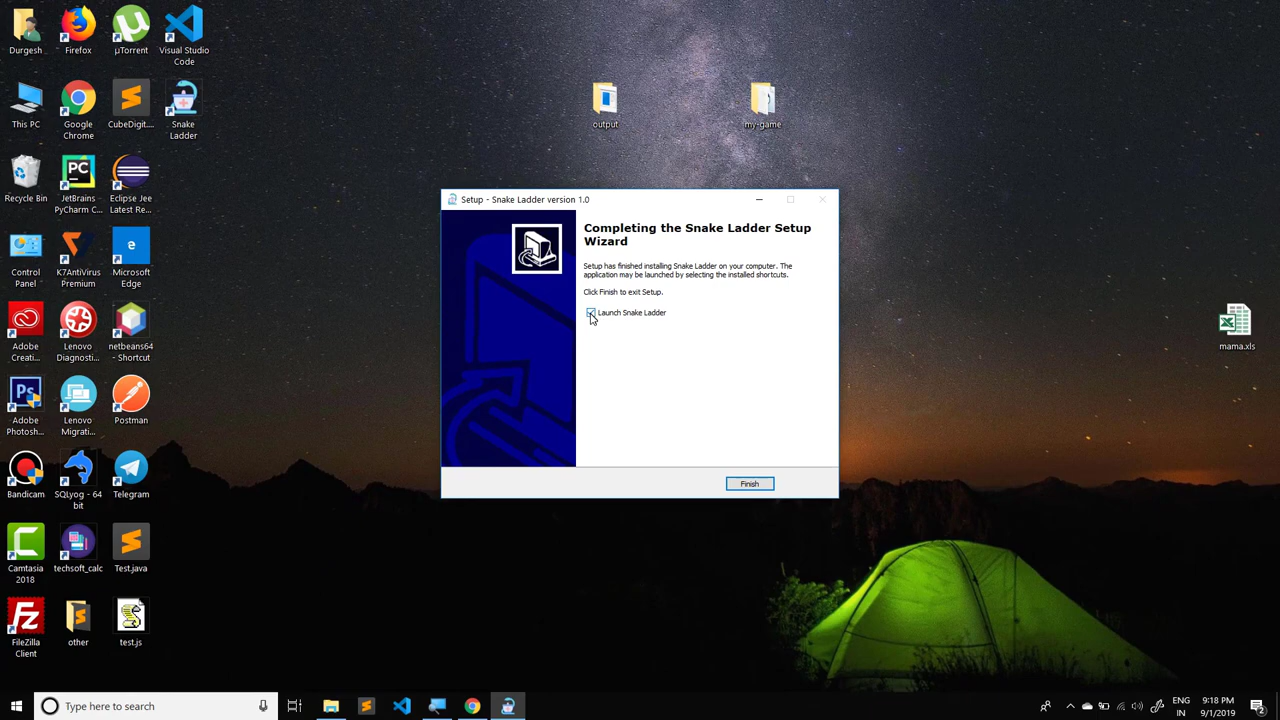 Durgesh
Firefox
µTorrent
Visual Studio
Code
This PC
Google
Chrome
CubeDigit....
Snake
Ladder
output
my-game
Recycle Bin
JetBrains
PyCharm C...
Eclipse Jee
Latest Re...
Control
Panel
K7AntiVirus
Premium
Microsoft
Edge
Adobe
Creati...
Lenovo
Diagnosti...
netbeans64
- Shortcut
Adobe
Photosh...
Lenovo
Migrati...
Postman
Bandicam
SQLyog - 64
bit
Telegram
Camtasia
2018
techsoft_calc
Test.java
FileZilla
Client
other
test.js
mama.xls
Setup - Snake Ladder version 1.0
Completing the Snake Ladder Setup
Wizard
Setup has finished installing Snake Ladder on your computer. The
application may be launched by selecting the installed shortcuts.
Click Finish to exit Setup.
Launch Snake Ladder
Finish
Type here to search
ENG
IN
9:18 PM
9/1/2019
2